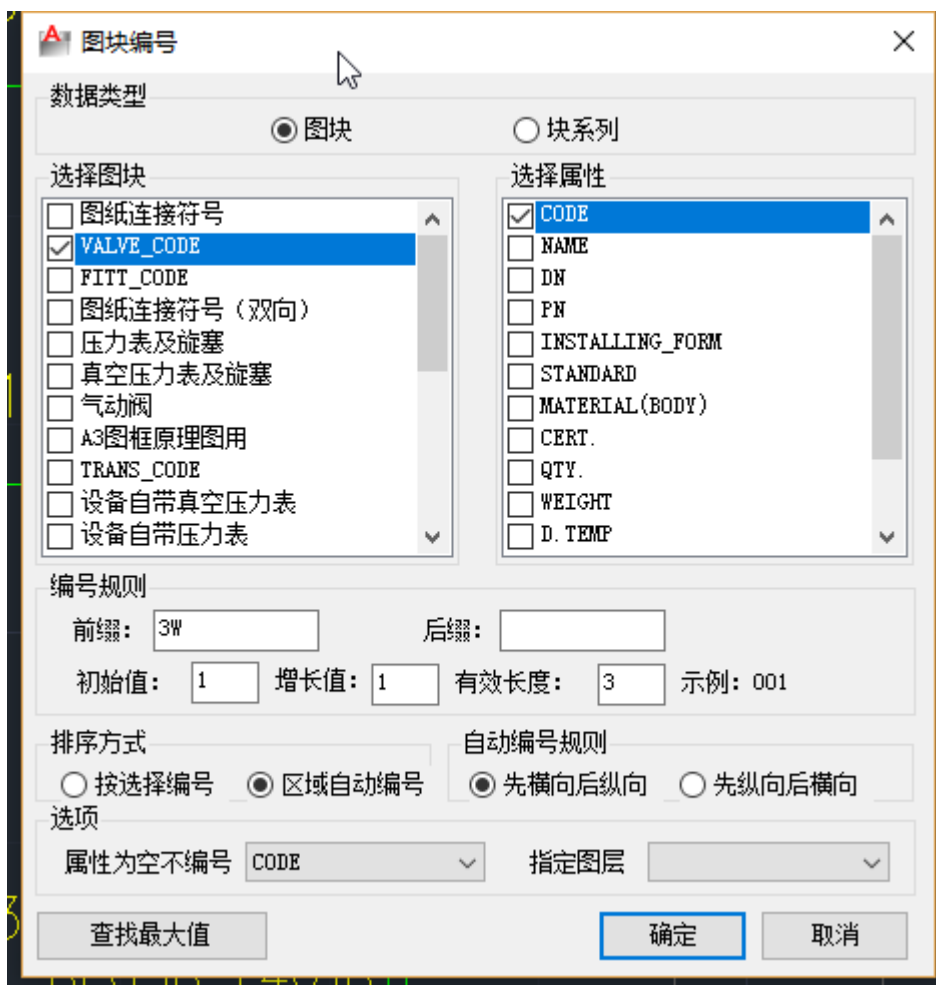 图块编号
数据类型
图块 块系列
选择图块
图纸连接符号
VALVE_CODE
FITT_CODE
图纸连接符号（双向）
压力表及旋塞
真空压力表及旋塞
气动阀
A3图框原理图用
TRANS_CODE
设备自带真空压力表
设备自带压力表
选择属性
CODE
NAME
DN
PN
INSTALLING_FORM
STANDARD
MATERIAL(BODY)
CERT.
QTY.
WEIGHT
D.TEMP
编号规则
前缀： 3W 后缀：
初始值： 1 增长值： 1 有效长度： 3 示例：001
排序方式
按选择编号 区域自动编号
自动编号规则
先横向后纵向 先纵向后横向
选项
属性为空不编号 CODE 指定图层
查找最大值 确定 取消